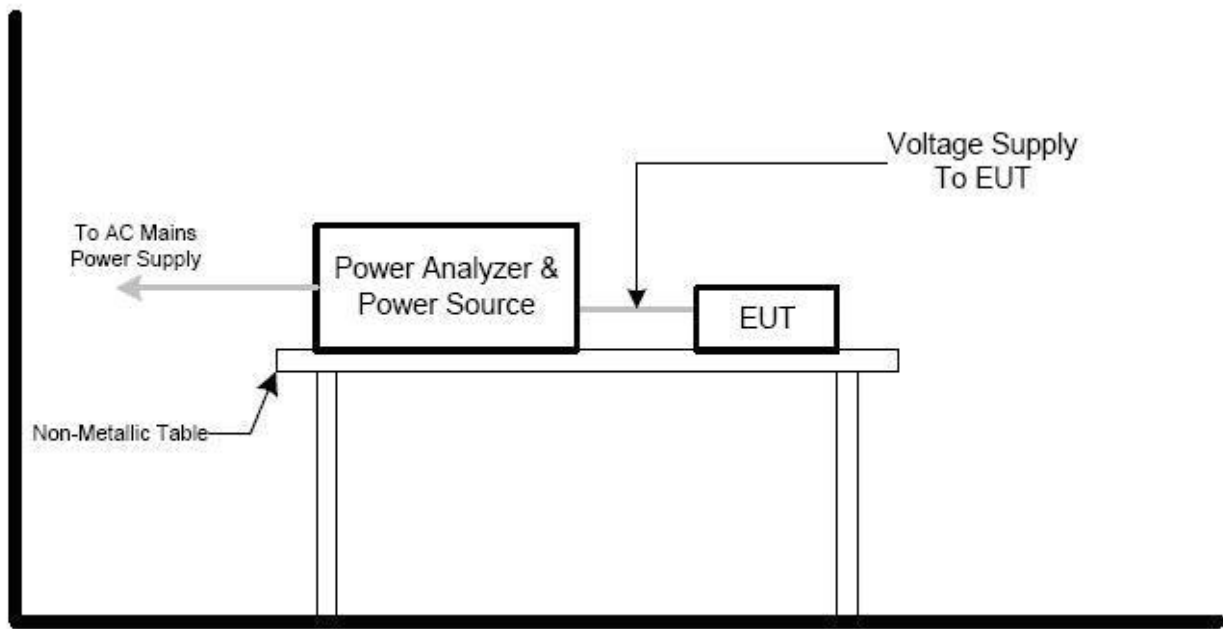 Voltage Supply
To EUT
To AC Mains
Power Supply
Power Analyzer &
Power Source
EUT
Non-Metallic Table